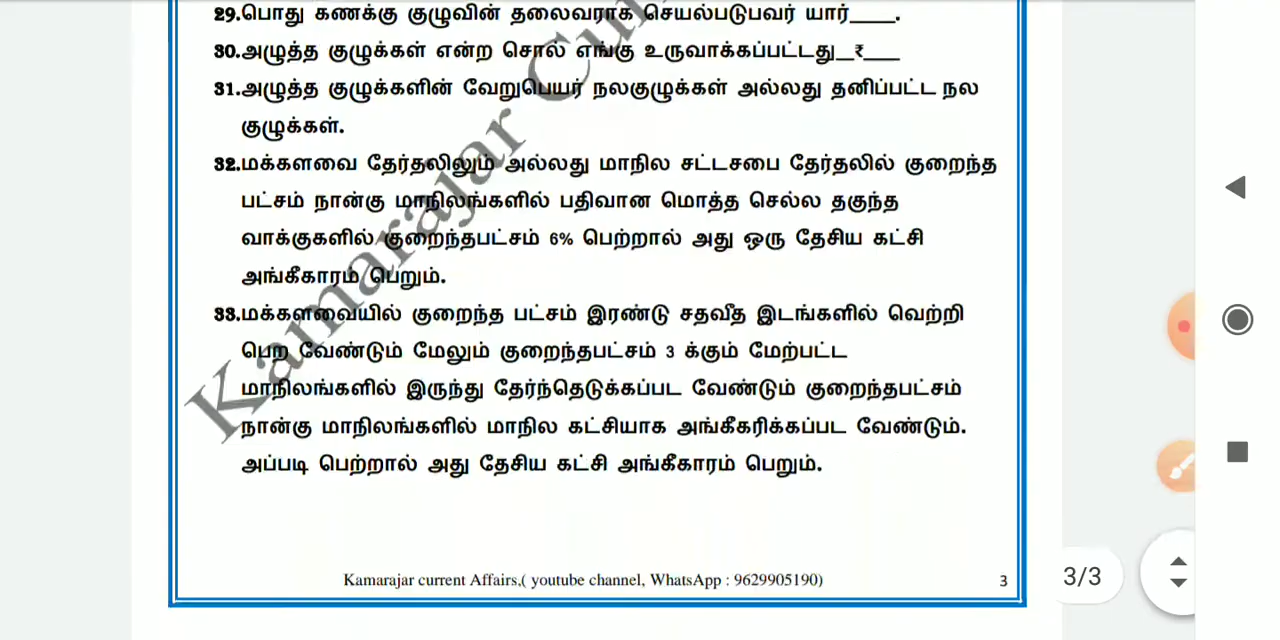 29.பொது கணக்கு குழுவின் தலைவராக செயல்படுபவர் யார்____.
30.அழுத்த குழுக்கள் என்ற சொல் எங்கு உருவாக்கப்பட்டது__₹____
31.அழுத்த குழுக்களின் வேறுபெயர் நலகுழுக்கள் அல்லது தனிப்பட்ட நல
குழுக்கள்.
32.மக்களவை தேர்தலிலும் அல்லது மாநில சட்டசபை தேர்தலில் குறைந்த
பட்சம் நான்கு மாநிலங்களில் பதிவான மொத்த செல்ல தகுந்த
வாக்குகளில் குறைந்தபட்சம் 6% பெற்றால் அது ஒரு தேசிய கட்சி
அங்கீகாரம் பெறும்.
33.மக்களவையில் குறைந்த பட்சம் இரண்டு சதவீத இடங்களில் வெற்றி
பெற வேண்டும் மேலும் குறைந்தபட்சம் 3 க்கும் மேற்பட்ட
மாநிலங்களில் இருந்து தேர்ந்தெடுக்கப்பட வேண்டும் குறைந்தபட்சம்
நான்கு மாநிலங்களில் மாநில கட்சியாக அங்கீகரிக்கப்பட வேண்டும்.
அப்படி பெற்றால் அது தேசிய கட்சி அங்கீகாரம் பெறும்.
Kamarajar
Kamarajar current Affairs,( youtube channel, WhatsApp : 9629905190)
3
3/3